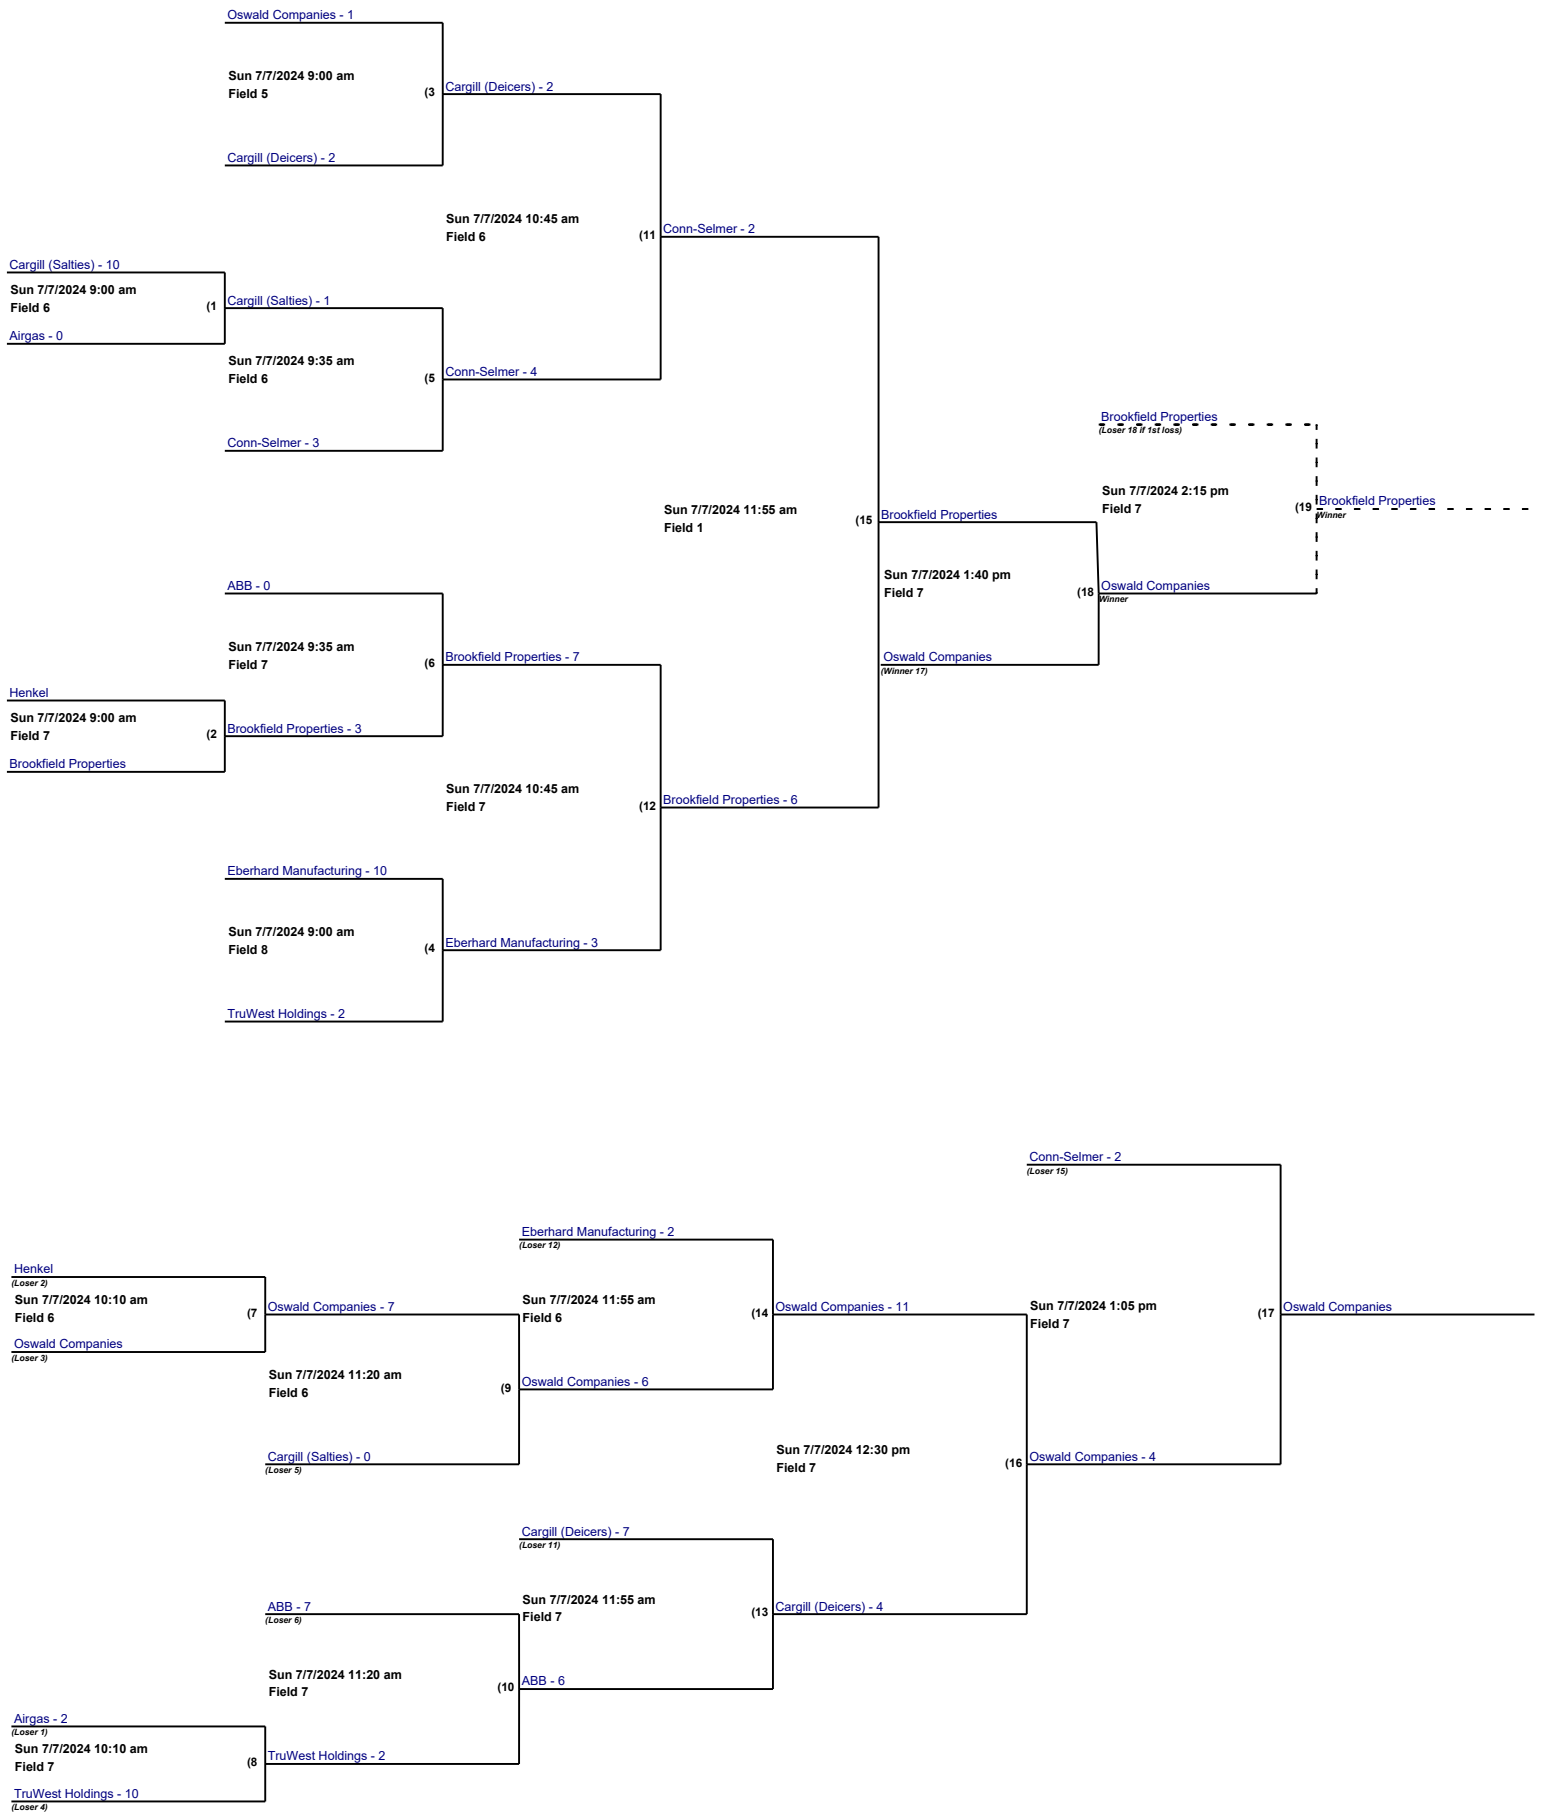 Oswald Companies - 1
Sun 7/7/2024 9:00 am
Field 5
(3
Cargill (Deicers) - 2
Cargill (Deicers) - 2
Sun 7/7/2024 10:45 am
Field 6
(11
Conn-Selmer - 2
Cargill (Salties) - 10
Sun 7/7/2024 9:00 am
Field 6
(1
Cargill (Salties) - 1
Airgas - 0
Sun 7/7/2024 9:35 am
Field 6
(5
Conn-Selmer - 4
Conn-Selmer - 3
Brookfield Properties
(Loser 18 if 1st loss)
Sun 7/7/2024 2:15 pm
Field 7
(19
Brookfield Properties
Winner
Sun 7/7/2024 11:55 am
Field 1
(15
Brookfield Properties
Sun 7/7/2024 1:40 pm
Field 7
(18
Oswald Companies
Winner
ABB - 0
Sun 7/7/2024 9:35 am
Field 7
(6
Brookfield Properties - 7
Oswald Companies
(Winner 17)
Henkel
Sun 7/7/2024 9:00 am
Field 7
(2
Brookfield Properties - 3
Brookfield Properties
Sun 7/7/2024 10:45 am
Field 7
(12
Brookfield Properties - 6
Eberhard Manufacturing - 10
Sun 7/7/2024 9:00 am
Field 8
(4
Eberhard Manufacturing - 3
TruWest Holdings - 2
Conn-Selmer - 2
(Loser 15)
Eberhard Manufacturing - 2
(Loser 12)
Henkel
(Loser 2)
Sun 7/7/2024 10:10 am
Field 6
(7
Oswald Companies - 7
Sun 7/7/2024 11:55 am
Field 6
(14
Oswald Companies - 11
Sun 7/7/2024 1:05 pm
Field 7
(17
Oswald Companies
Oswald Companies
(Loser 3)
Sun 7/7/2024 11:20 am
Field 6
(9
Oswald Companies - 6
Cargill (Salties) - 0
(Loser 5)
Sun 7/7/2024 12:30 pm
Field 7
(16
Oswald Companies - 4
Cargill (Deicers) - 7
(Loser 11)
ABB - 7
(Loser 6)
Sun 7/7/2024 11:55 am
Field 7
(13
Cargill (Deicers) - 4
Sun 7/7/2024 11:20 am
Field 7
(10
ABB - 6
Airgas - 2
(Loser 1)
Sun 7/7/2024 10:10 am
Field 7
(8
TruWest Holdings - 2
TruWest Holdings - 10
(Loser 4)